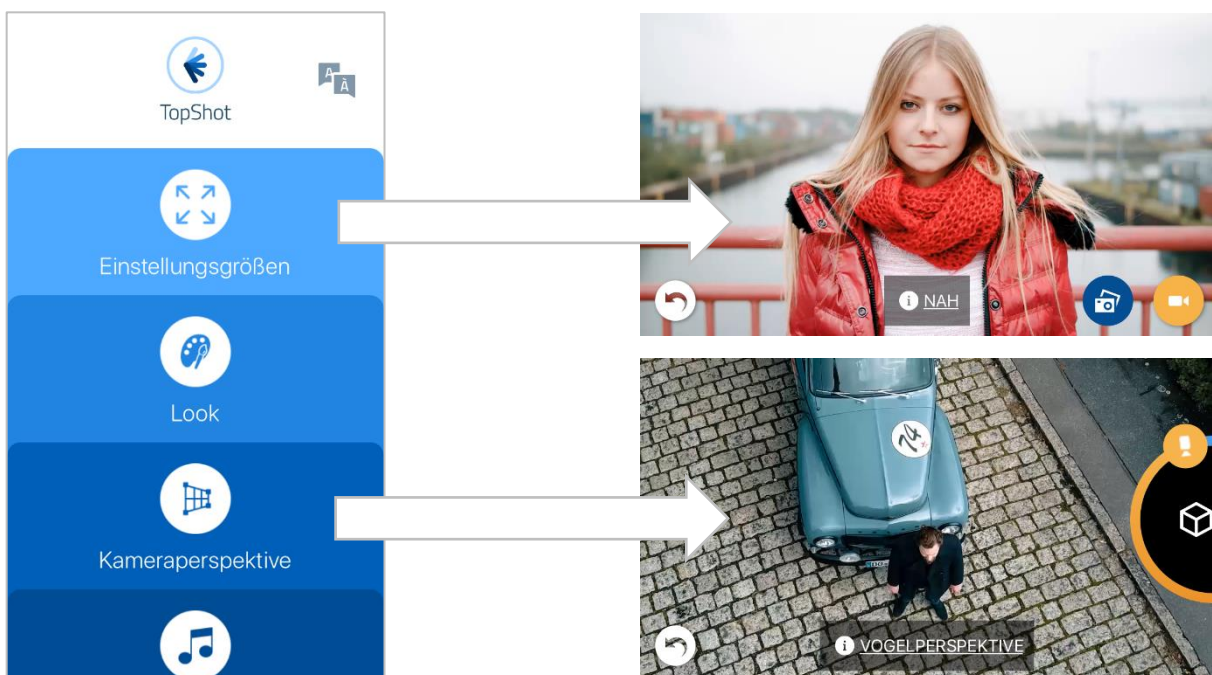 TopShot
A
À
Einstellungsgrößen
Look
Kameraperspektive
NAH
VOGELPERSPEKTIVE